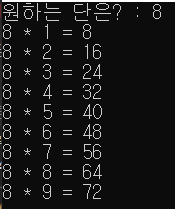 원하는 단은? : 8
8 * 1 = 8
8 * 2 = 16
8 * 3 = 24
8 * 4 = 32
8 * 5 = 40
8 * 6 = 48
8 * 7 = 56
8 * 8 = 64
8 * 9 = 72